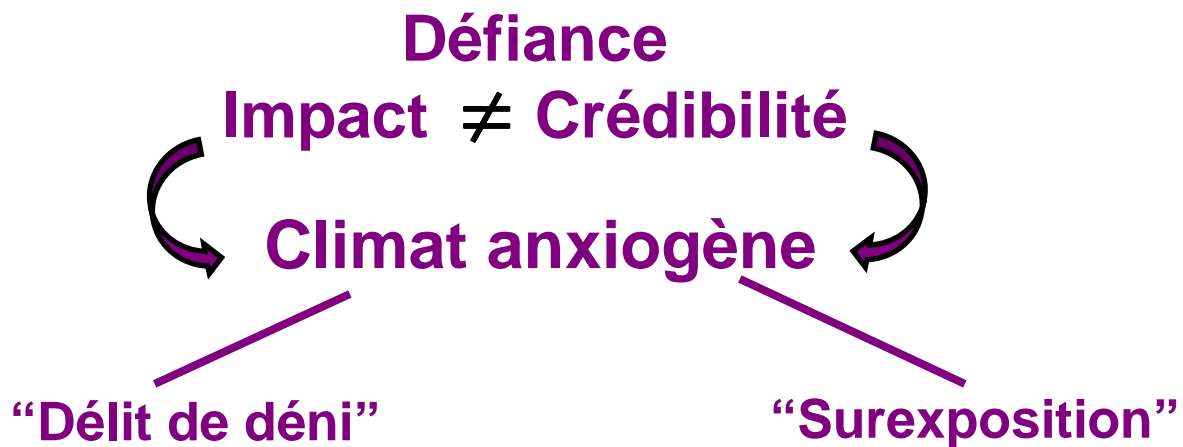 Défiance
Impact ≠ Crédibilité
Climat anxiogène
“Délit de déni”
“Surexposition”